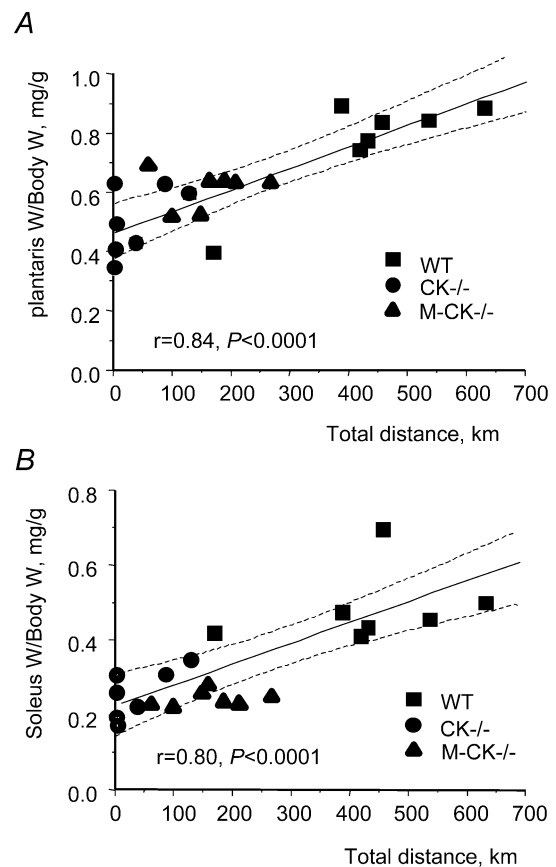 A
plantaris W/Body W, mg/g
1.0
0.8
0.6
0.4
0.2
0.0
WT
CK-/-
M-CK-/-
r=0.84, P<0.0001
0 100 200 300 400 500 600 700
Total distance, km
B
Soleus W/Body W, mg/g
0.8
0.6
0.4
0.2
0.0
WT
CK-/-
M-CK-/-
r=0.80, P<0.0001
0 100 200 300 400 500 600 700
Total distance, km